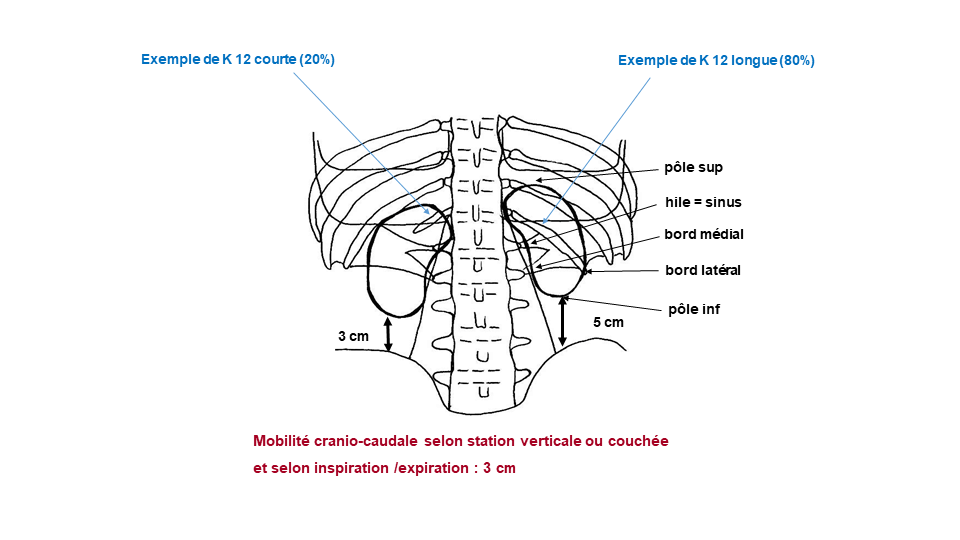 Exemple de K 12 courte (20%)
Exemple de K 12 longue (80%)
pôle sup
hile = sinus
bord médial
bord latéral
pôle inf
5 cm
3 cm
Mobilité cranio-caudale selon station verticale ou couchée
et selon inspiration /expiration : 3 cm